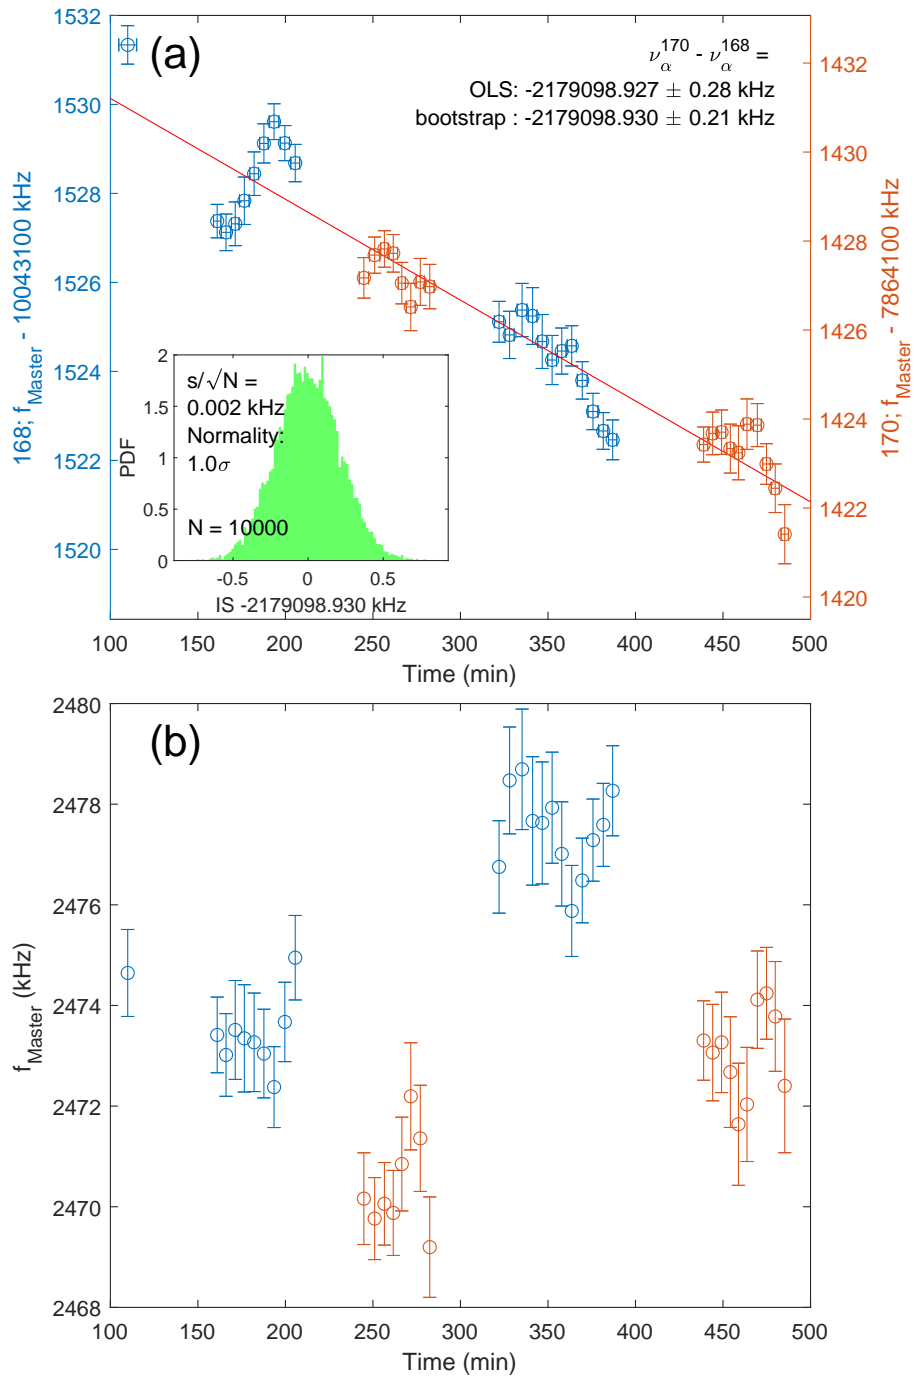 (a)
ν_α^170 - ν_α^168 =
OLS: -2179098.927 ± 0.28 kHz
bootstrap : -2179098.930 ± 0.21 kHz
168; f_Master - 10043100 kHz
1532
1530
1528
1526
1524
1522
1520
170; f_Master - 7864100 kHz
1432
1430
1428
1426
1424
1422
1420
PDF
2
1.5
1
0.5
0
s/√N =
0.002 kHz
Normality:
1.0σ
N = 10000
-0.5 0 0.5
IS -2179098.930 kHz
100 150 200 250 300 350 400 450 500
Time (min)
(b)
f_Master (kHz)
2480
2478
2476
2474
2472
2470
2468
100 150 200 250 300 350 400 450 500
Time (min)